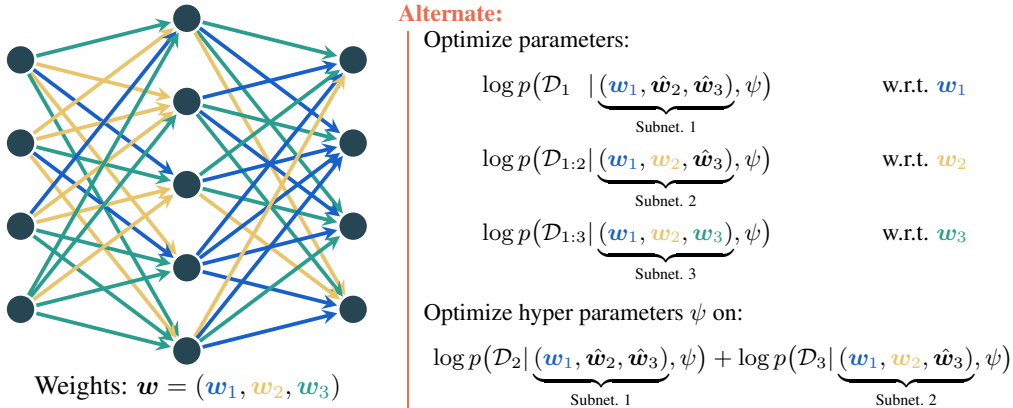 Alternate:
Optimize parameters:
log p(𝒟₁ | (𝒘₁, 𝒘̂₂, 𝒘̂₃), ψ) w.r.t. 𝒘₁
Subnet. 1
log p(𝒟₁:₂| (𝒘₁, 𝒘₂, 𝒘̂₃), ψ) w.r.t. 𝒘₂
Subnet. 2
log p(𝒟₁:₃| (𝒘₁, 𝒘₂, 𝒘₃), ψ) w.r.t. 𝒘₃
Subnet. 3
Optimize hyper parameters ψ on:
log p(𝒟₂| (𝒘₁, 𝒘̂₂, 𝒘̂₃), ψ) + log p(𝒟₃| (𝒘₁, 𝒘₂, 𝒘̂₃), ψ)
Subnet. 1 Subnet. 2
Weights: 𝒘 = (𝒘₁, 𝒘₂, 𝒘₃)